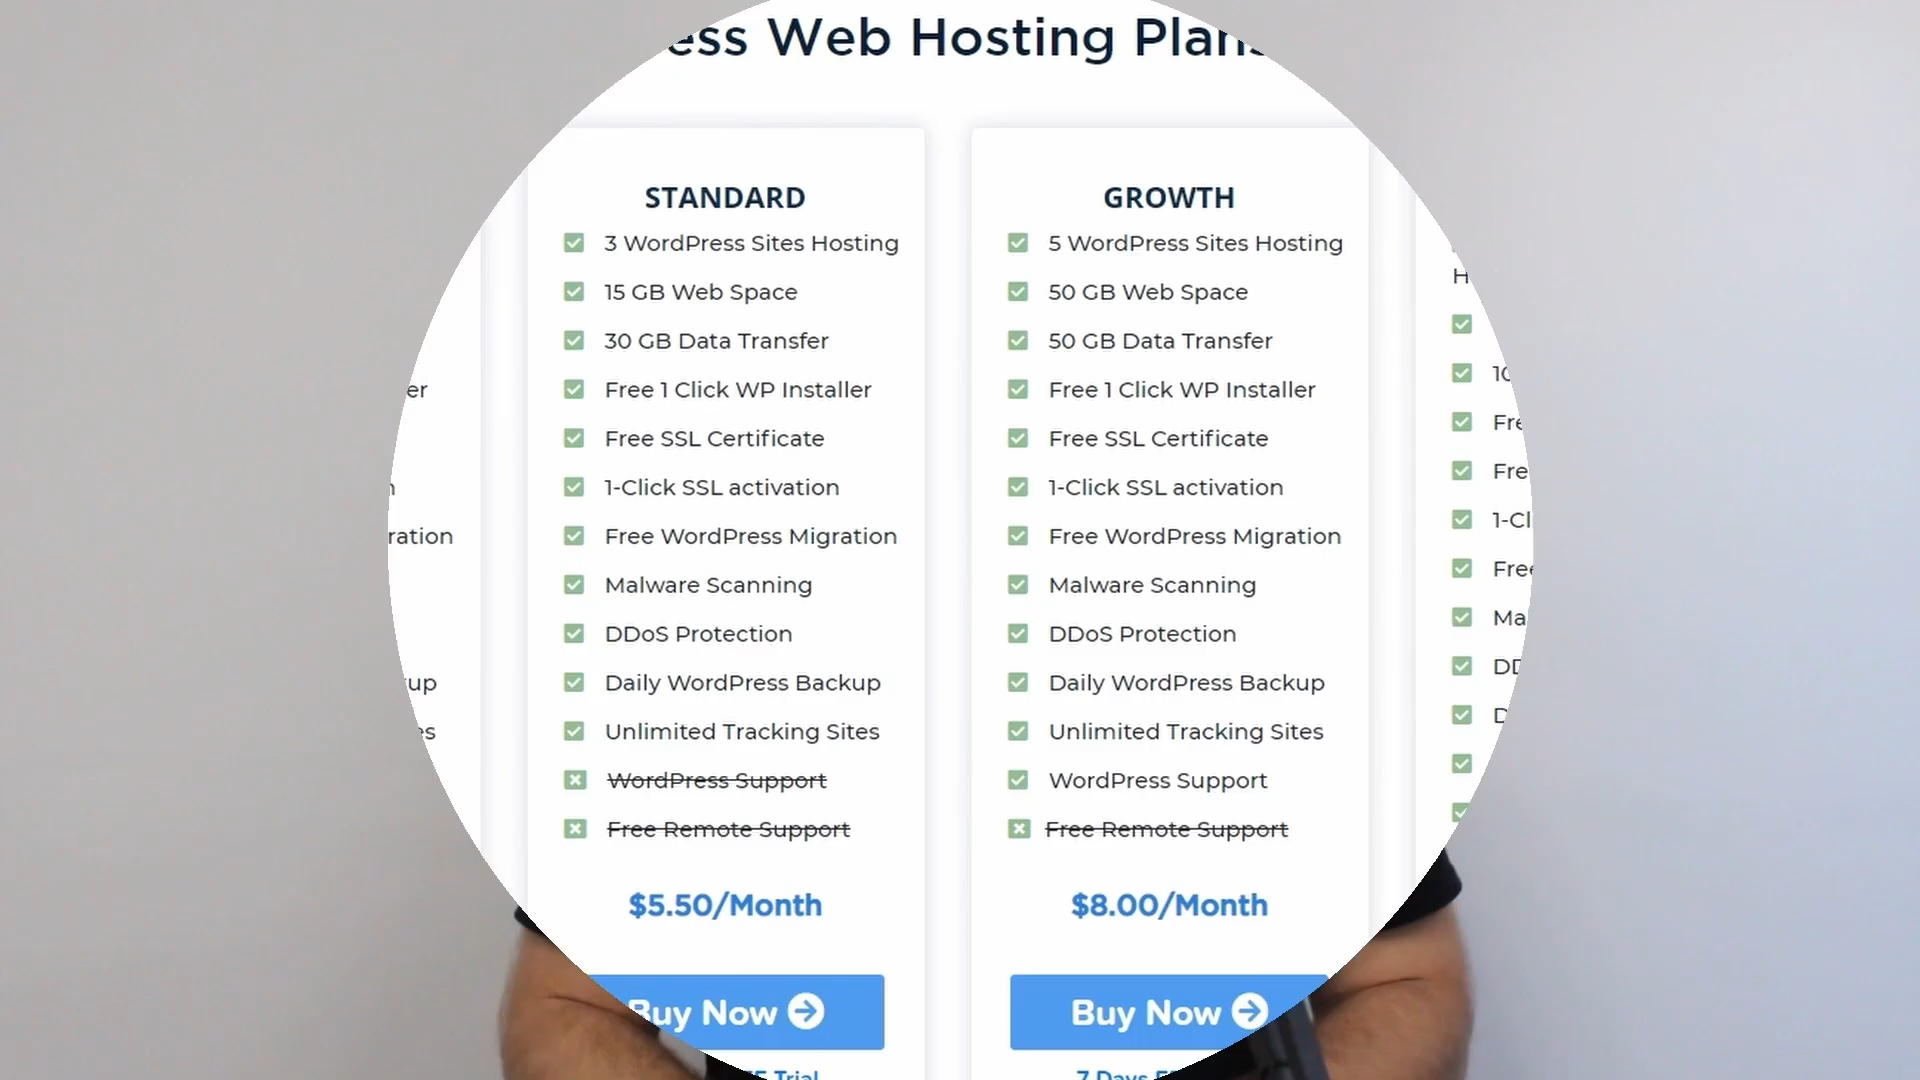 Web Hosting Plans
STANDARD
3 WordPress Sites Hosting
15 GB Web Space
30 GB Data Transfer
Free 1 Click WP Installer
Free SSL Certificate
1-Click SSL activation
Free WordPress Migration
Malware Scanning
DDoS Protection
Daily WordPress Backup
Unlimited Tracking Sites
WordPress Support
Free Remote Support
$5.50/Month
Buy Now
Trial
GROWTH
5 WordPress Sites Hosting
50 GB Web Space
50 GB Data Transfer
Free 1 Click WP Installer
Free SSL Certificate
1-Click SSL activation
Free WordPress Migration
Malware Scanning
DDoS Protection
Daily WordPress Backup
Unlimited Tracking Sites
WordPress Support
Free Remote Support
$8.00/Month
Buy Now
7 Days